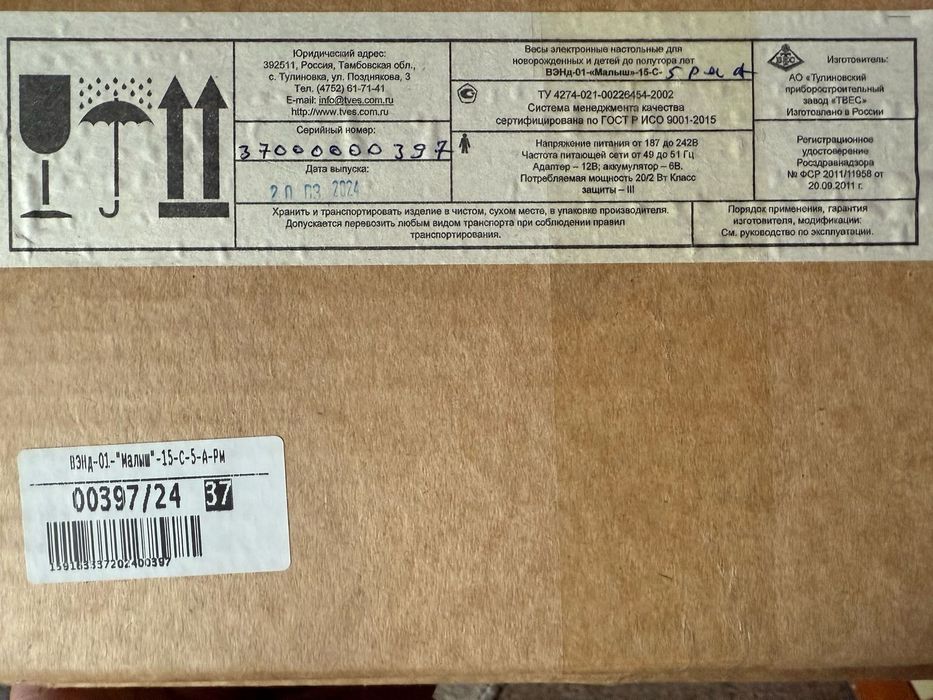 Юридический адрес:
392511, Россия, Тамбовская обл.,
с. Тулиновка, ул. Позднякова, 3
Тел. (4752) 61-71-41
E-mail: info@tves.com.ru
http://www.tves.com.ru
Серийный номер:
37000000397
Дата выпуска:
20 03 2024
Весы электронные настольные для
новорожденных и детей до полутора лет
ВЭНд-01-«Малыш»-15-С-5
ТУ 4274-021-00226454-2002
Система менеджмента качества
сертифицирована по ГОСТ Р ИСО 9001-2015
Напряжение питания от 187 до 242В
Частота питающей сети от 49 до 51 Гц
Адаптер – 12В; аккумулятор – 6В.
Потребляемая мощность 20/2 Вт Класс
защиты – III
ТВЕС
Изготовитель:
АО «Тулиновский
приборостроительный
завод «ТВЕС»
Изготовлено в России
Регистрационное
удостоверение
Росздравнадзора
№ ФСР 2011/11958 от
20.09.2011 г.
Хранить и транспортировать изделие в чистом, сухом месте, в упаковке производителя.
Допускается перевозить любым видом транспорта при соблюдении правил
транспортирования.
Порядок применения, гарантия
изготовителя, модификации:
См. руководство по эксплуатации.
ВЭНд-01-"Малыш"-15-С-5-А-Рм
00397/24 37